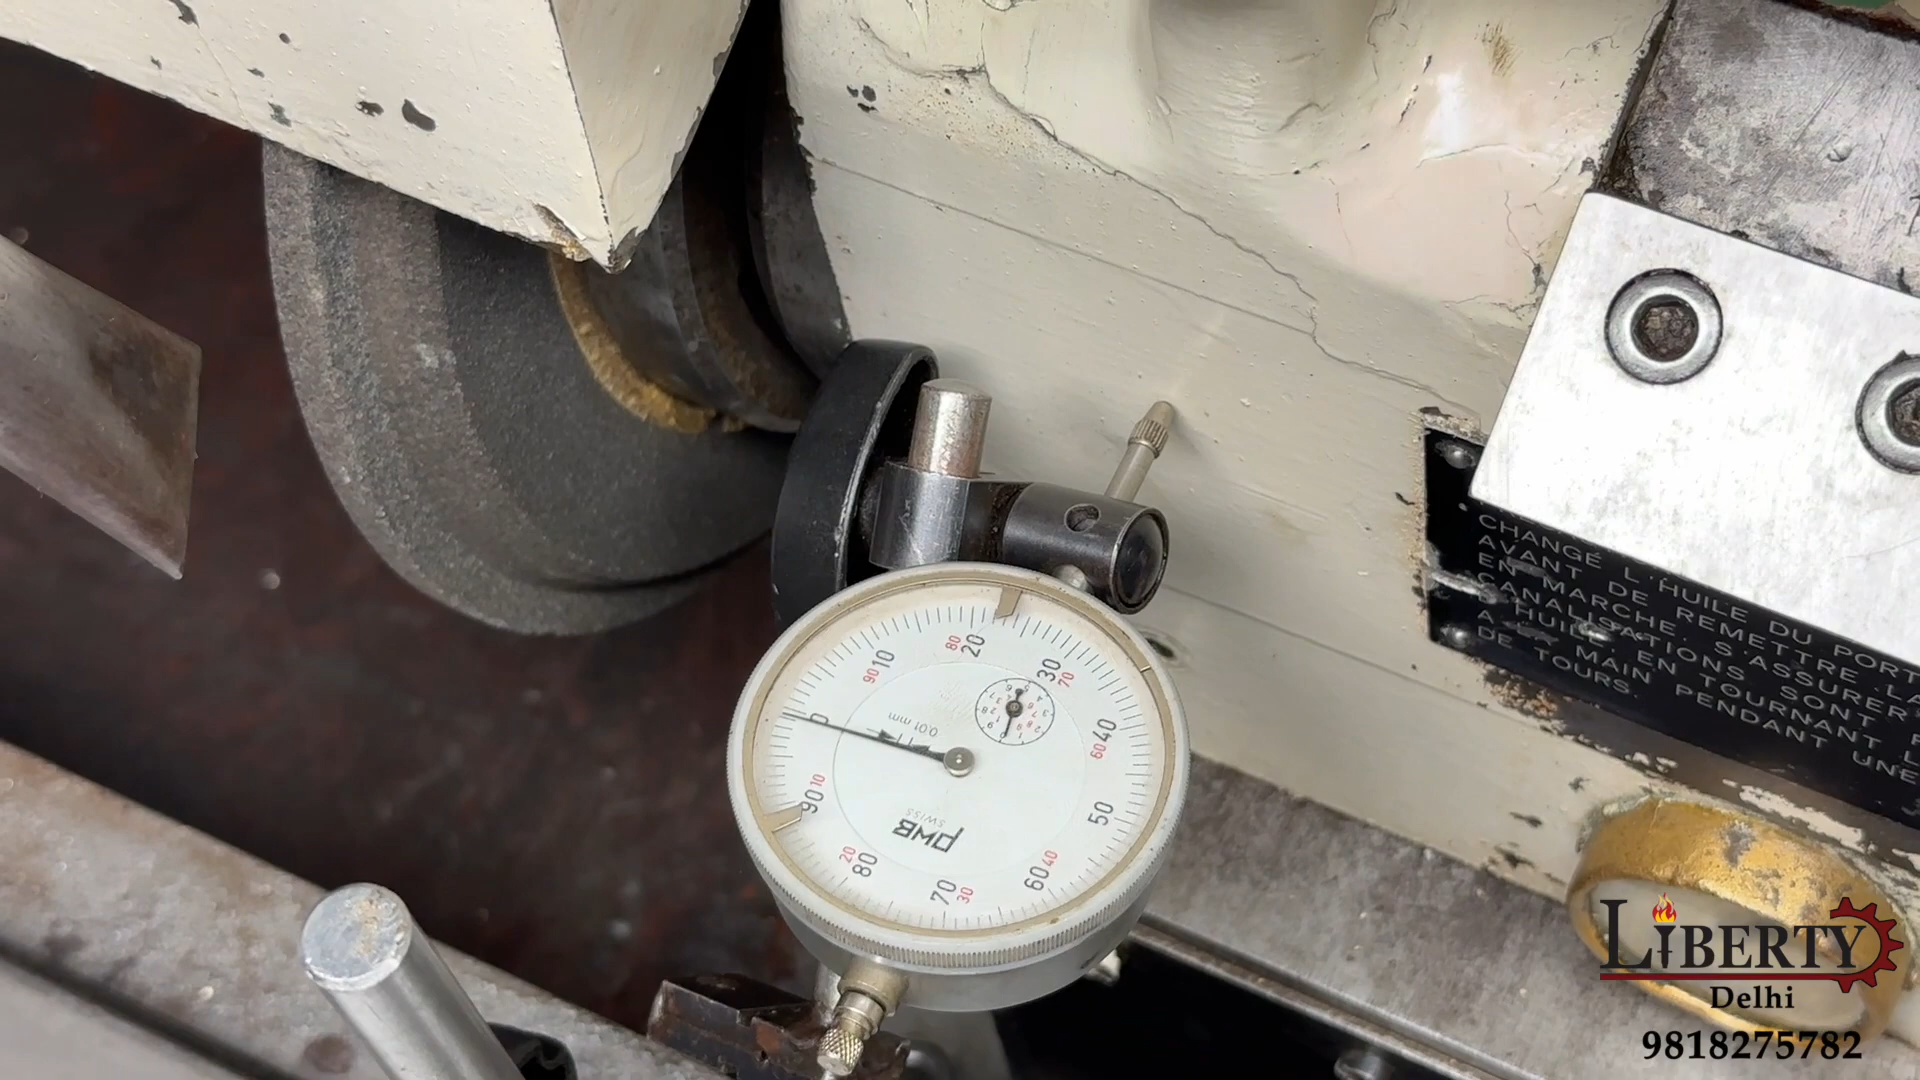 CHANGÉ L'HUILE DU PORT
AVANT DE REMETTRE LA
EN MARCHE. S'ASSURER
CANALISATIONS SONT
A HUILE EN TOURNANT
MAIN PENDANT UNE
DE TOURS.
80
20
90
10
30
70
0
0.01 mm
40
60
10
90
50
SWISS
PWB
20
80
60
40
70
30
LIBERTY
Delhi
9818275782